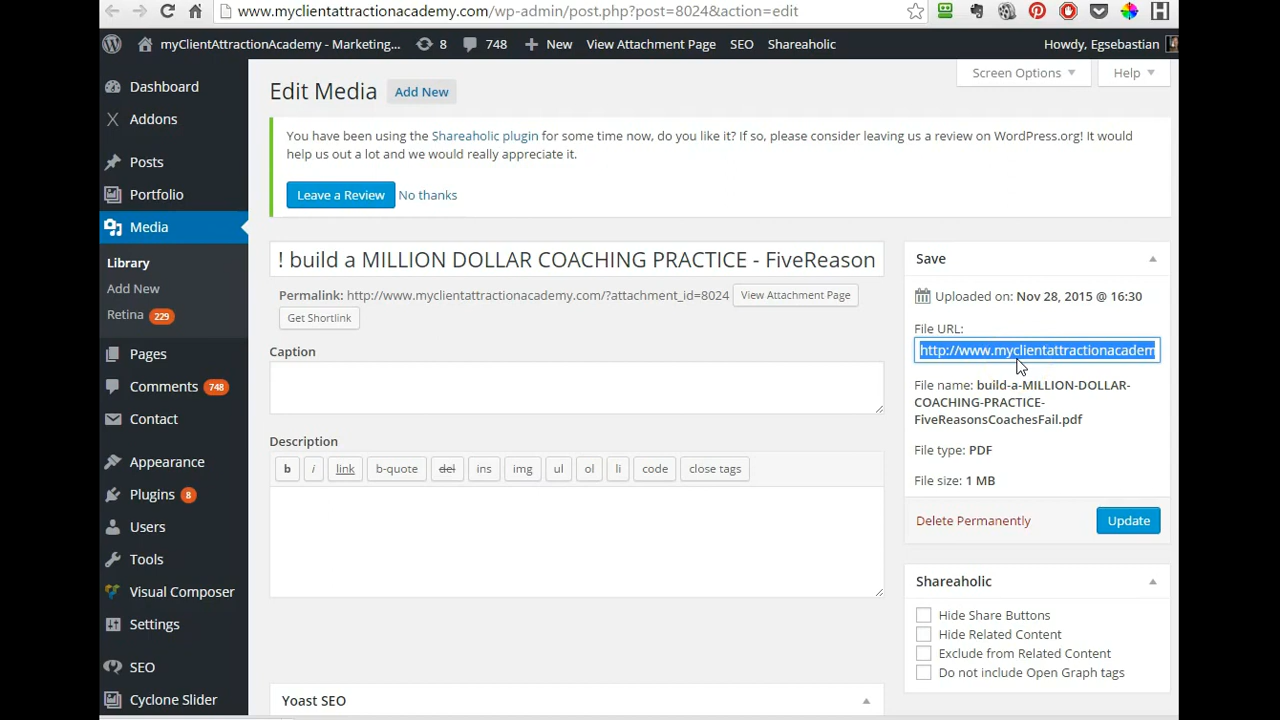 www.myclientattractionacademy.com/wp-admin/post.php?post=8024&action=edit
myClientAttractionAcademy - Marketing... 8 748 New View Attachment Page SEO Shareaholic Howdy, Egsebastian
Dashboard
Addons
Posts
Portfolio
Media
Library
Add New
Retina 229
Pages
Comments 748
Contact
Appearance
Plugins 8
Users
Tools
Visual Composer
Settings
SEO
Cyclone Slider
Screen Options Help
Edit Media Add New
You have been using the Shareaholic plugin for some time now, do you like it? If so, please consider leaving us a review on WordPress.org! It would
help us out a lot and we would really appreciate it.
Leave a Review No thanks
! build a MILLION DOLLAR COACHING PRACTICE - FiveReason
Permalink: http://www.myclientattractionacademy.com/?attachment_id=8024 View Attachment Page
Get Shortlink
Caption
Description
b i link b-quote del ins img ul ol li code close tags
Yoast SEO
Save
Uploaded on: Nov 28, 2015 @ 16:30
File URL:
http://www.myclientattractionacadem
File name: build-a-MILLION-DOLLAR-
COACHING-PRACTICE-
FiveReasonsCoachesFail.pdf
File type: PDF
File size: 1 MB
Delete Permanently Update
Shareaholic
Hide Share Buttons
Hide Related Content
Exclude from Related Content
Do not include Open Graph tags